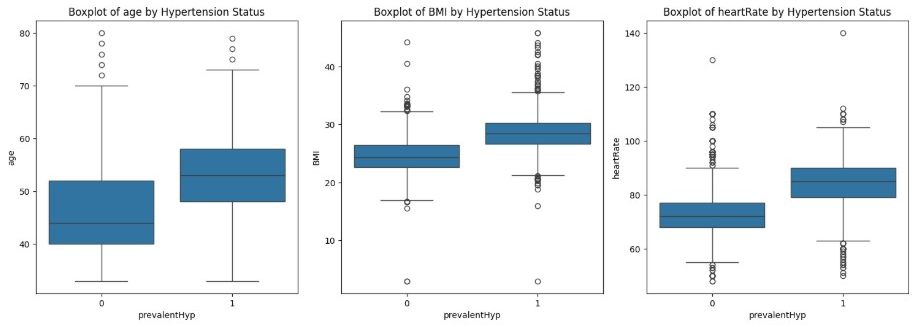 Boxplot of age by Hypertension Status
80
70
60
50
40
age
0
1
prevalentHyp
Boxplot of BMI by Hypertension Status
40
30
20
10
BMI
0
1
prevalentHyp
Boxplot of heartRate by Hypertension Status
140
120
100
80
60
heartRate
0
1
prevalentHyp